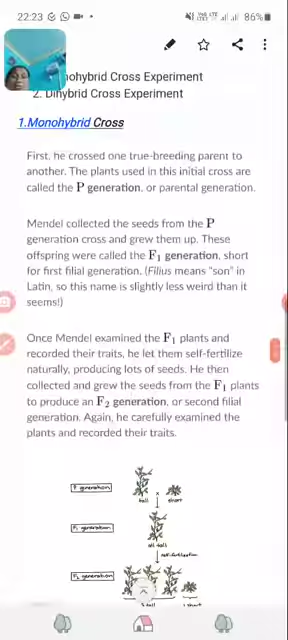 22:23
86%
nohybrid Cross Experiment
2. Dihybrid Cross Experiment
1.Monohybrid Cross
First, he crossed one true-breeding parent to
another. The plants used in this initial cross are
called the P generation, or parental generation.
Mendel collected the seeds from the P
generation cross and grew them up. These
offspring were called the F₁ generation, short
for first filial generation. (Filius means “son” in
Latin, so this name is slightly less weird than it
seems!)
Once Mendel examined the F₁ plants and
recorded their traits, he let them self-fertilize
naturally, producing lots of seeds. He then
collected and grew the seeds from the F₁ plants
to produce an F₂ generation, or second filial
generation. Again, he carefully examined the
plants and recorded their traits.
P generation
x
tall short
F₁ generation
all tall
self-fertilization
F₂ generation
3 tall 1 short